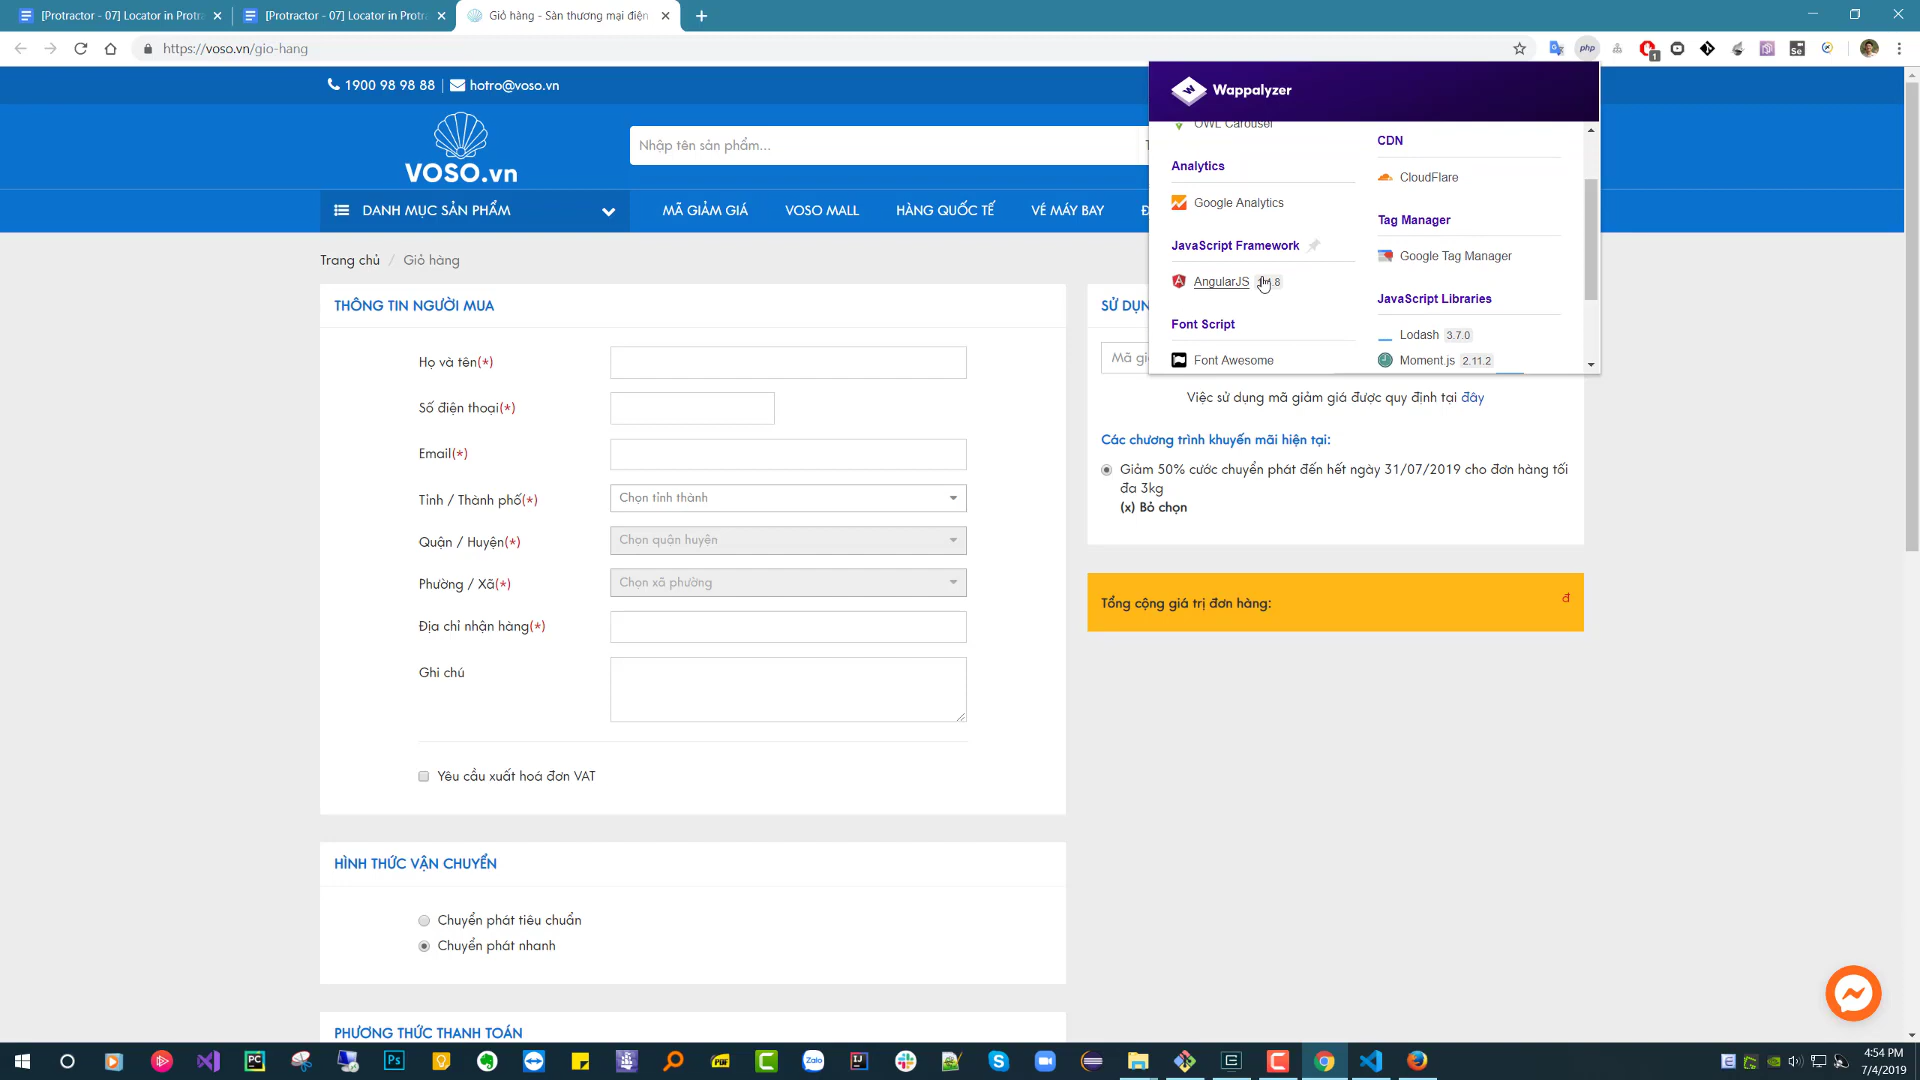 [Protractor - 07] Locator in Protr
[Protractor - 07] Locator in Protra
Giỏ hàng - Sàn thương mại điện
https://voso.vn/gio-hang
php
1
Se
1900 98 98 88 | hotro@voso.vn
VOSO.vn
Nhập tên sản phẩm...
DANH MỤC SẢN PHẨM
MÃ GIẢM GIÁ
VOSO MALL
HÀNG QUỐC TẾ
VÉ MÁY BAY
Wappalyzer
OWL Carousel
Analytics
Google Analytics
JavaScript Framework
AngularJS
Font Script
Font Awesome
CDN
CloudFlare
Tag Manager
Google Tag Manager
JavaScript Libraries
Lodash 3.7.0
Moment.js 2.11.2
Trang chủ / Giỏ hàng
THÔNG TIN NGƯỜI MUA
Họ và tên(*)
Số điện thoại(*)
Email(*)
Tỉnh / Thành phố(*)
Chọn tỉnh thành
Quận / Huyện(*)
Chọn quận huyện
Phường / Xã(*)
Chọn xã phường
Địa chỉ nhận hàng(*)
Ghi chú
Yêu cầu xuất hoá đơn VAT
HÌNH THỨC VẬN CHUYỂN
Chuyển phát tiêu chuẩn
Chuyển phát nhanh
PHƯƠNG THỨC THANH TOÁN
SỬ DỤN
Mã gi
Việc sử dụng mã giảm giá được quy định tại đây
Các chương trình khuyến mãi hiện tại:
Giảm 50% cước chuyển phát đến hết ngày 31/07/2019 cho đơn hàng tối
đa 3kg
(x) Bỏ chọn
Tổng cộng giá trị đơn hàng:
đ
4:54 PM
7/4/2019